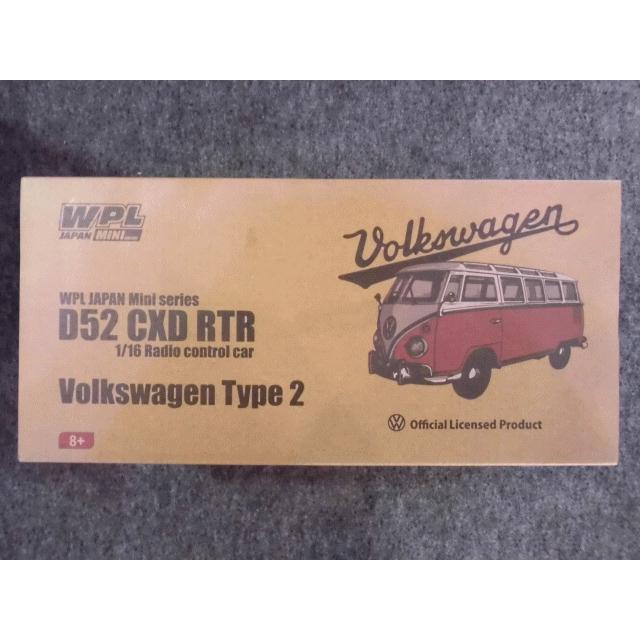 WPL
JAPAN MINI
WPL JAPAN Mini series
D52 CXD RTR
1/16 Radio control car
Volkswagen Type 2
8+
Volkswagen
Official Licensed Product